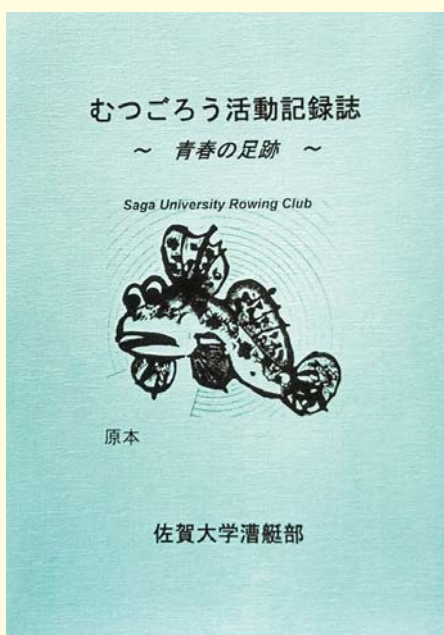 むつごろう活動記録誌
～ 青春の足跡 ～
Saga University Rowing Club
原本
佐賀大学漕艇部